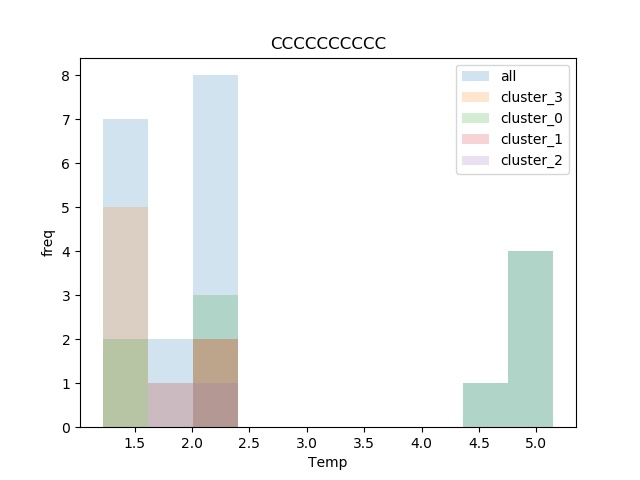 CCCCCCCCCC
all
cluster_3
cluster_0
cluster_1
cluster_2
freq
8
7
6
5
4
3
2
1
0
1.5 2.0 2.5 3.0 3.5 4.0 4.5 5.0
Temp